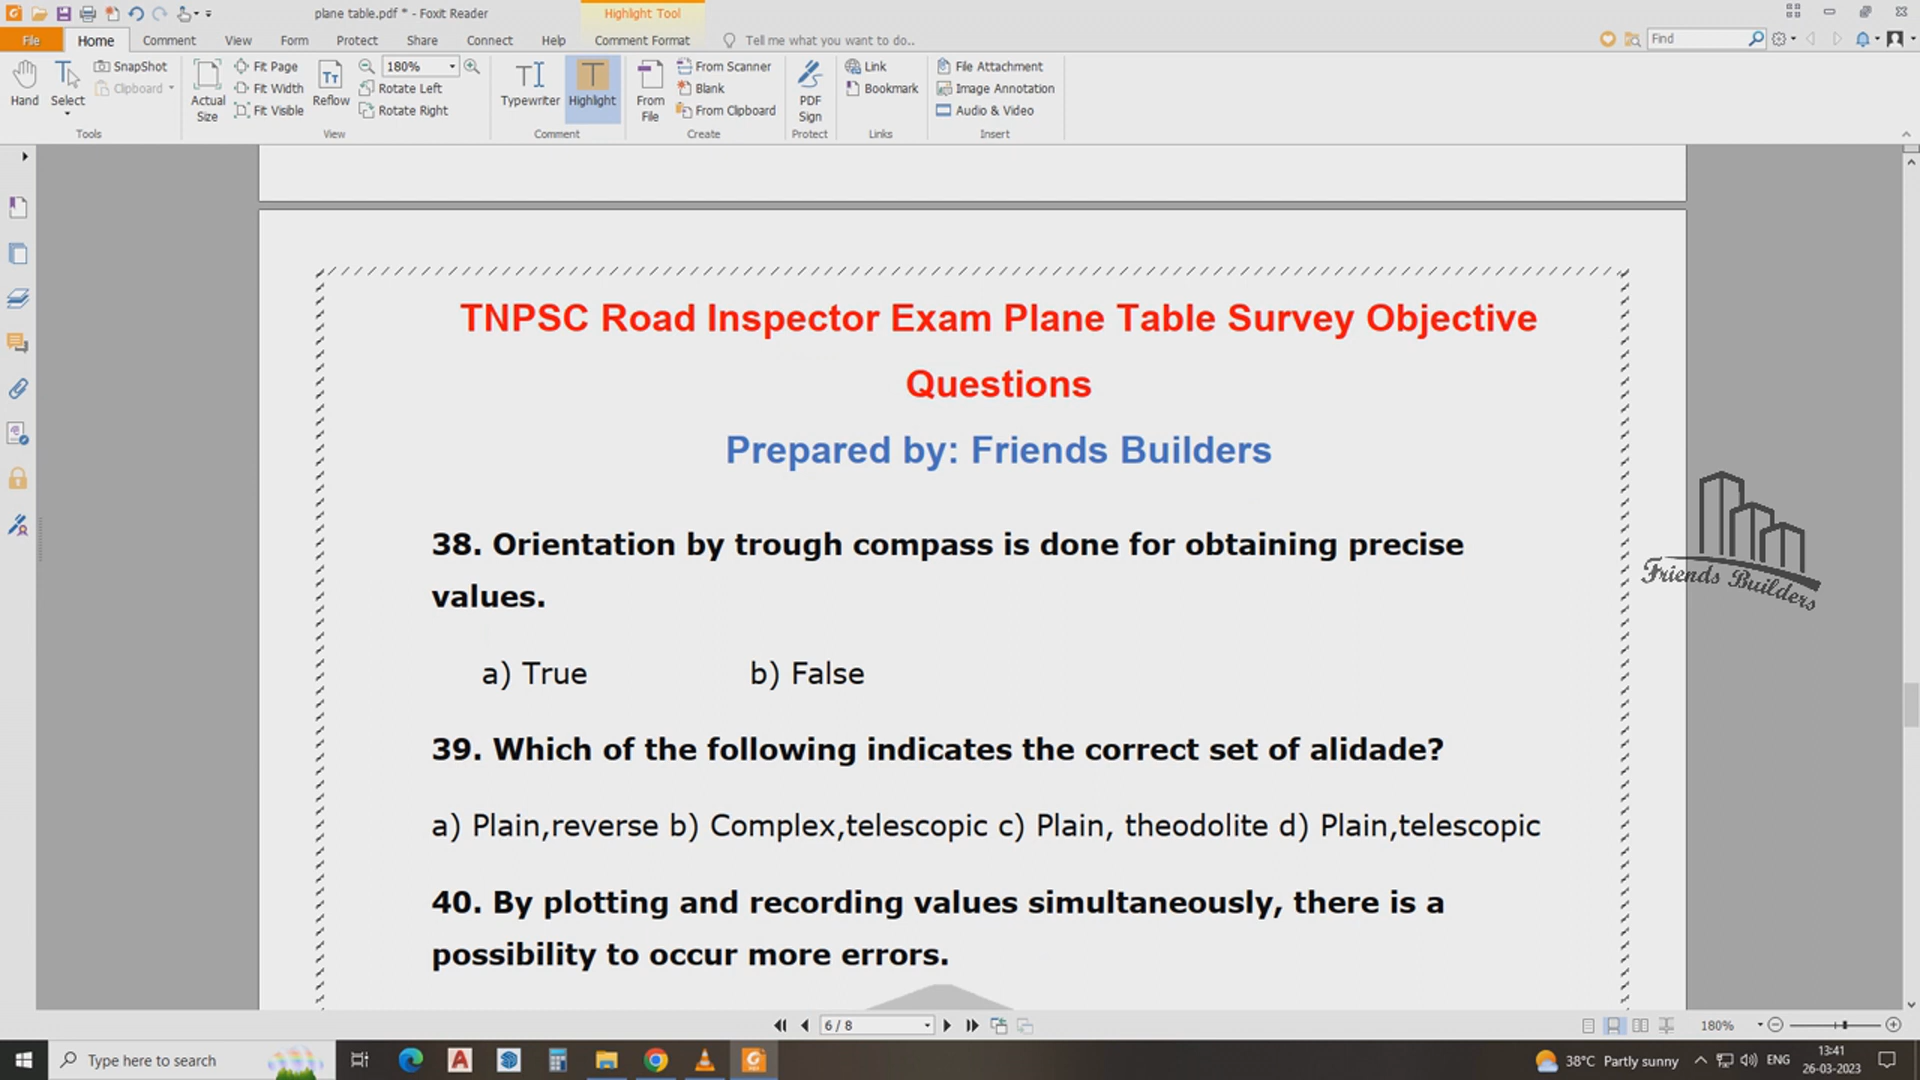 plane table.pdf * - Foxit Reader
Highlight Tool
File
Home
Comment
View
Form
Protect
Share
Connect
Help
Comment Format
Tell me what you want to do..
Find
Hand
Select
SnapShot
Clipboard
Tools
Actual Size
Fit Page
Fit Width
Fit Visible
Reflow
180%
Rotate Left
Rotate Right
View
Typewriter
Highlight
Comment
From File
From Scanner
Blank
From Clipboard
Create
PDF Sign
Protect
Link
Bookmark
Links
File Attachment
Image Annotation
Audio & Video
Insert
TNPSC Road Inspector Exam Plane Table Survey Objective
Questions
Prepared by: Friends Builders
38. Orientation by trough compass is done for obtaining precise
values.
a) True b) False
39. Which of the following indicates the correct set of alidade?
a) Plain,reverse b) Complex,telescopic c) Plain, theodolite d) Plain,telescopic
40. By plotting and recording values simultaneously, there is a
possibility to occur more errors.
Friends Builders
6 / 8
180%
Type here to search
38°C Partly sunny
ENG
13:41
26-03-2023